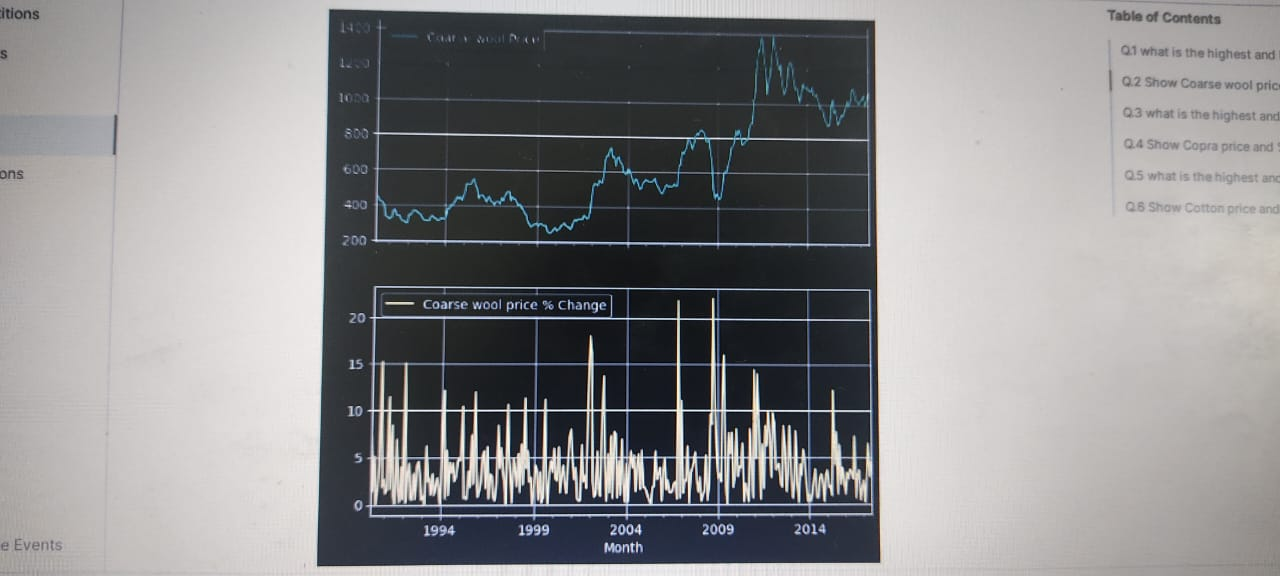 itions
s
ons
e Events
1400
1200
1000
800
600
400
200
Coarse wool Price
Coarse wool price % Change
20
15
10
5
0
1994
1999
2004
2009
2014
Month
Table of Contents
Q.1 what is the highest and
Q.2 Show Coarse wool price
Q.3 what is the highest and
Q.4 Show Copra price and
Q.5 what is the highest and
Q.6 Show Cotton price and